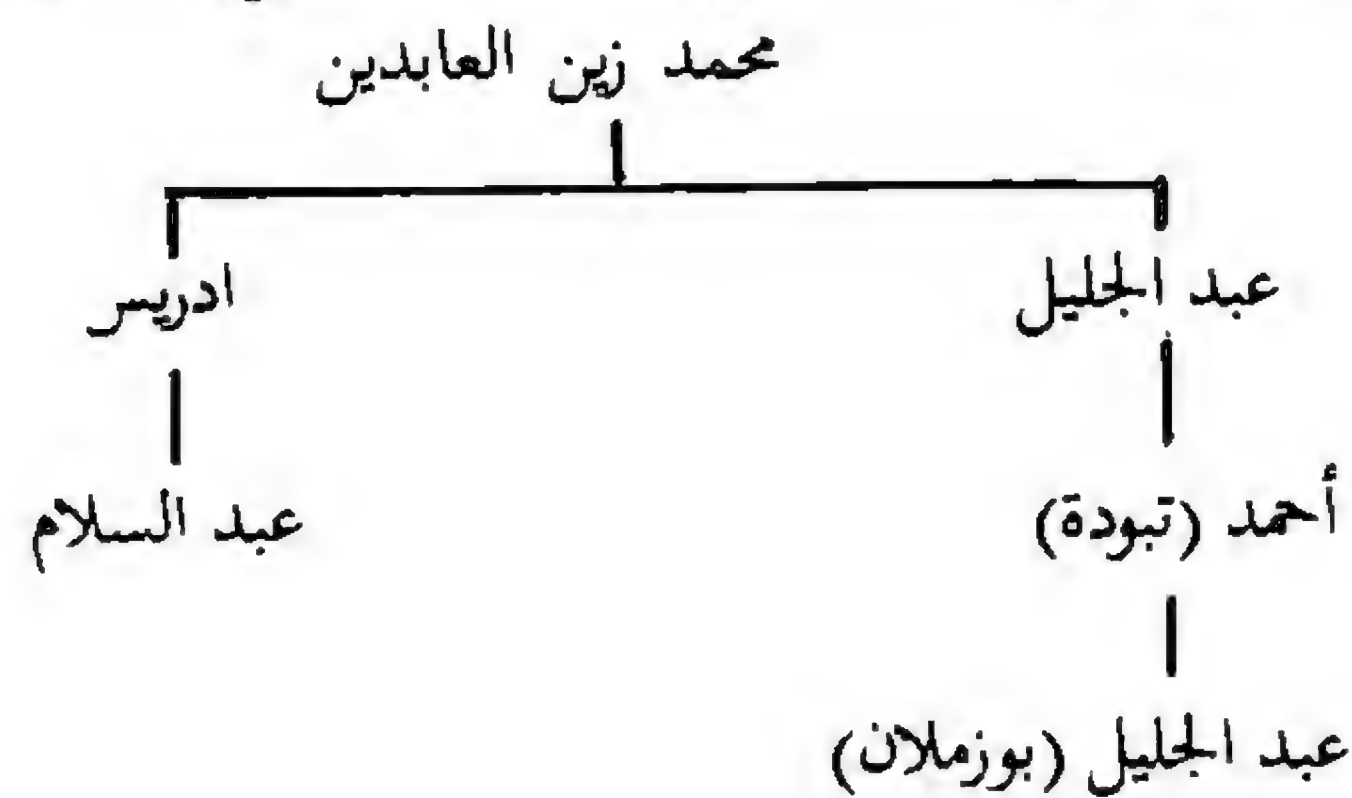 محمد زين العابدين
عبد الجليل
ادريس
أحمد (تبودة)
عبد السلام
عبد الجليل (بوزملان)